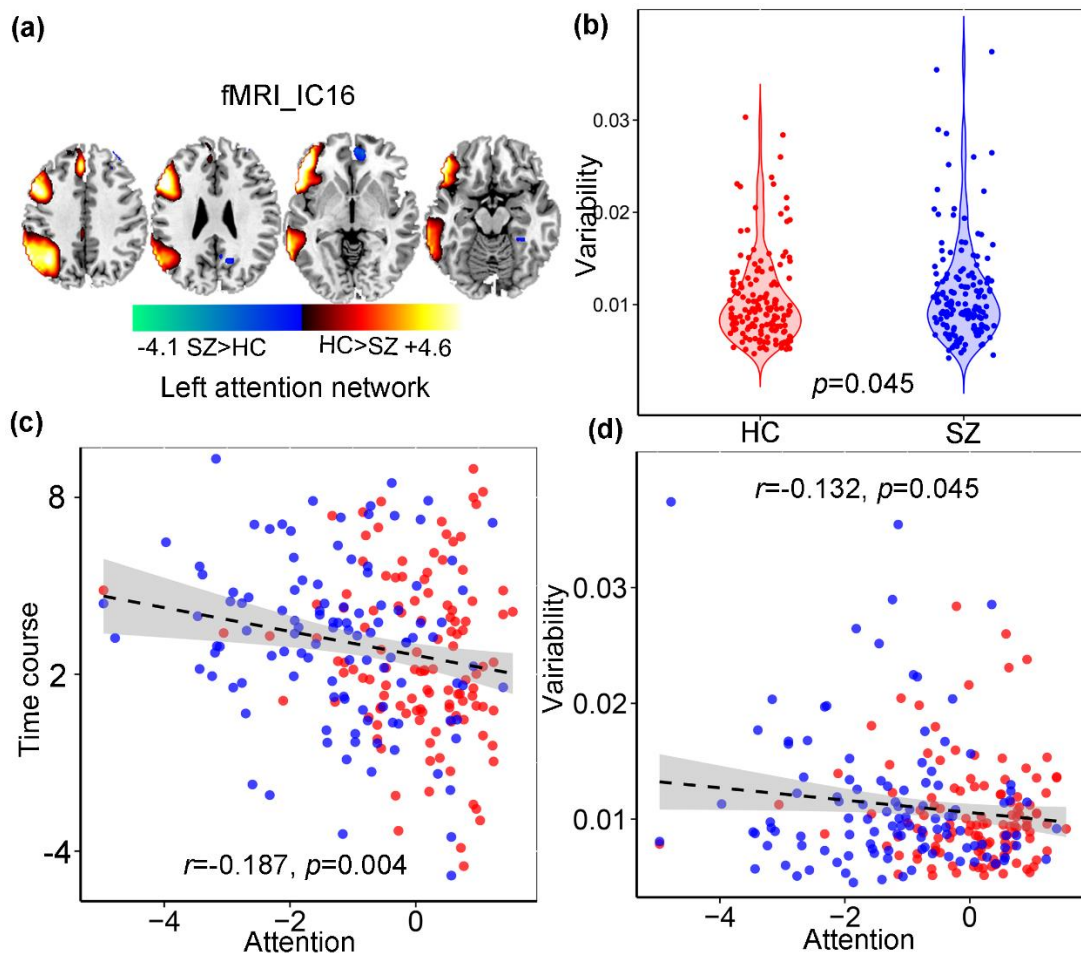 (a)
fMRI_IC16
-4.1 SZ>HC HC>SZ +4.6
Left attention network
(b)
Variability
0.03
0.02
0.01
p=0.045
HC SZ
(c)
Time course
8
2
-4
r=-0.187, p=0.004
−4 −2 0
Attention
(d)
r=-0.132, p=0.045
Vairiability
0.03
0.02
0.01
−4 −2 0
Attention